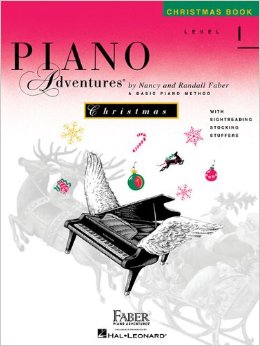 CHRISTMAS BOOK
LEVEL 1
PIANO
Adventures®
by Nancy and Randall Faber
A BASIC PIANO METHOD
Christmas
WITH
SIGHTREADING
STOCKING
STUFFERS
FABER
PIANO ADVENTURES
HAL•LEONARD®